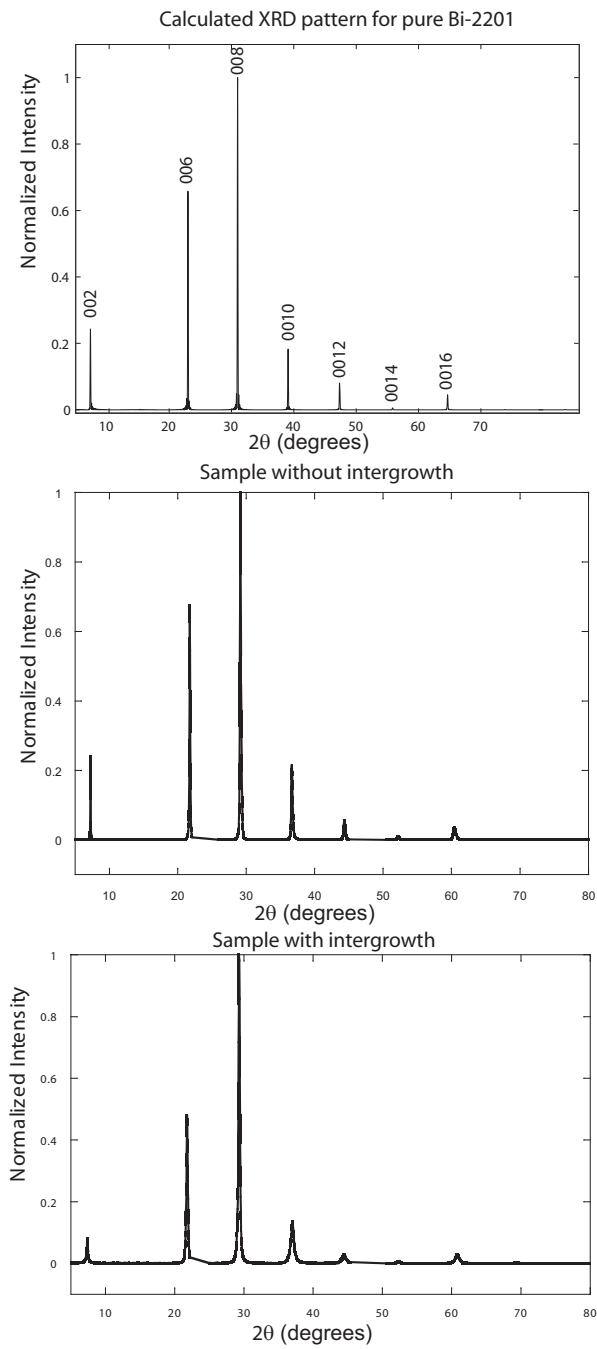 Calculated XRD pattern for pure Bi-2201
Normalized Intensity
1
0.8
0.6
0.4
0.2
0
002
006
008
0010
0012
0014
0016
10 20 30 40 50 60 70
2θ (degrees)
Sample without intergrowth
Normalized Intensity
1
0.8
0.6
0.4
0.2
0
10 20 30 40 50 60 70 80
2θ (degrees)
Sample with intergrowth
Normalized Intensity
1
0.8
0.6
0.4
0.2
0
10 20 30 40 50 60 70 80
2θ (degrees)